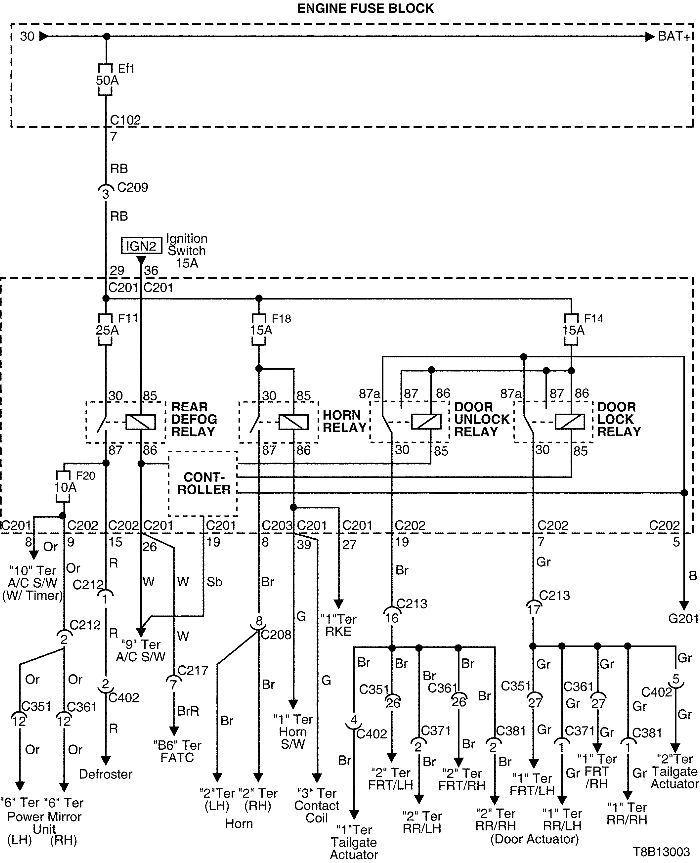 ENGINE FUSE BLOCK
30 BAT+
Ef1
50A
C102
7
RB
3 C209
RB
IGN2 Ignition
Switch
15A
29 36
C201 C201
F11 F18 F14
25A 15A 15A
30 85 30 85 87a 87 86 87a 87 86
REAR
DEFOG
RELAY
HORN
RELAY
DOOR
UNLOCK
RELAY
DOOR
LOCK
RELAY
87 86 87 86 30 85 30 85
F20
10A
CONT-
ROLLER
C201 C202 C202 C201 C201 C203 C201 C201 C202 C202
8 9 15 26 19 8 39 27 19 7 5
Or Or R W W Sb Br G Br Gr B
"10" Ter
A/C S/W
(W/ Timer)
C212
1
"1" Ter
RKE
C213
16
C213
17
G201
C212
2
R W
"9" Ter
A/C S/W
8
C208
G
Or Or
C217
7
Br Br Br Br Br
Gr Gr Gr Gr Gr
C351 C361
12 12
2
C402
BrR
Br Br
"1" Ter
Horn
S/W
4
C402
C351
26
C371
2
C361
26
C381
2
C351
27
C371
1
C361
27
C381
1
5
C402
Or Or R
"B6" Ter
FATC
Br Br Br Gr Gr Gr
Defroster
"2" Ter
FRT/LH
"2" Ter
FRT/RH
"1" Ter
FRT/LH
"1" Ter
FRT
/RH
"2" Ter
Tailgate
Actuator
"6" Ter "6" Ter
Power Mirror
Unit
(LH) (RH)
"2"Ter "2" Ter
(LH) (RH)
Horn
"3" Ter
Contact
Coil
"1"Ter
Tailgate
Actuator
"2" Ter
RR/LH
"2" Ter
RR/RH
"1" Ter
RR/LH
"1" Ter
RR/RH
(Door Actuator)
T8B13003